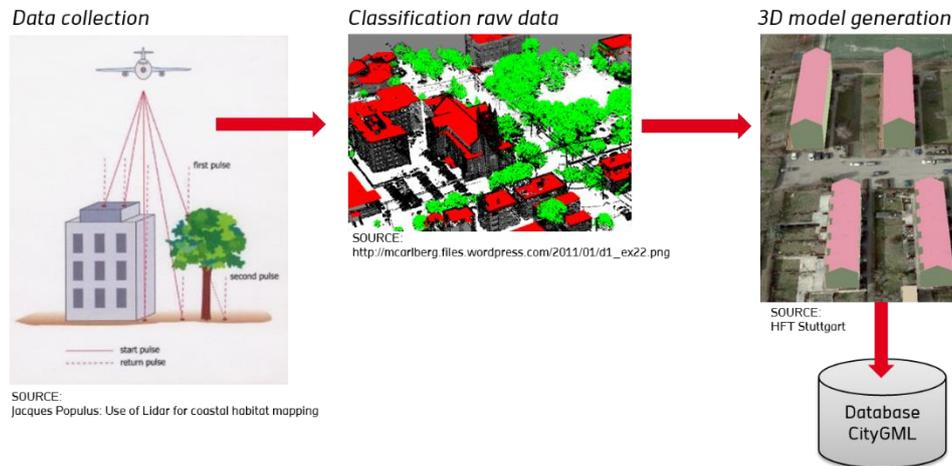 Data collection
Classification raw data
3D model generation
first pulse
second pulse
start pulse
return pulse
SOURCE:
Jacques Populus: Use of Lidar for coastal habitat mapping
SOURCE:
http://mcarlberg.files.wordpress.com/2011/01/d1_ex22.png
SOURCE:
HFT Stuttgart
Database
CityGML